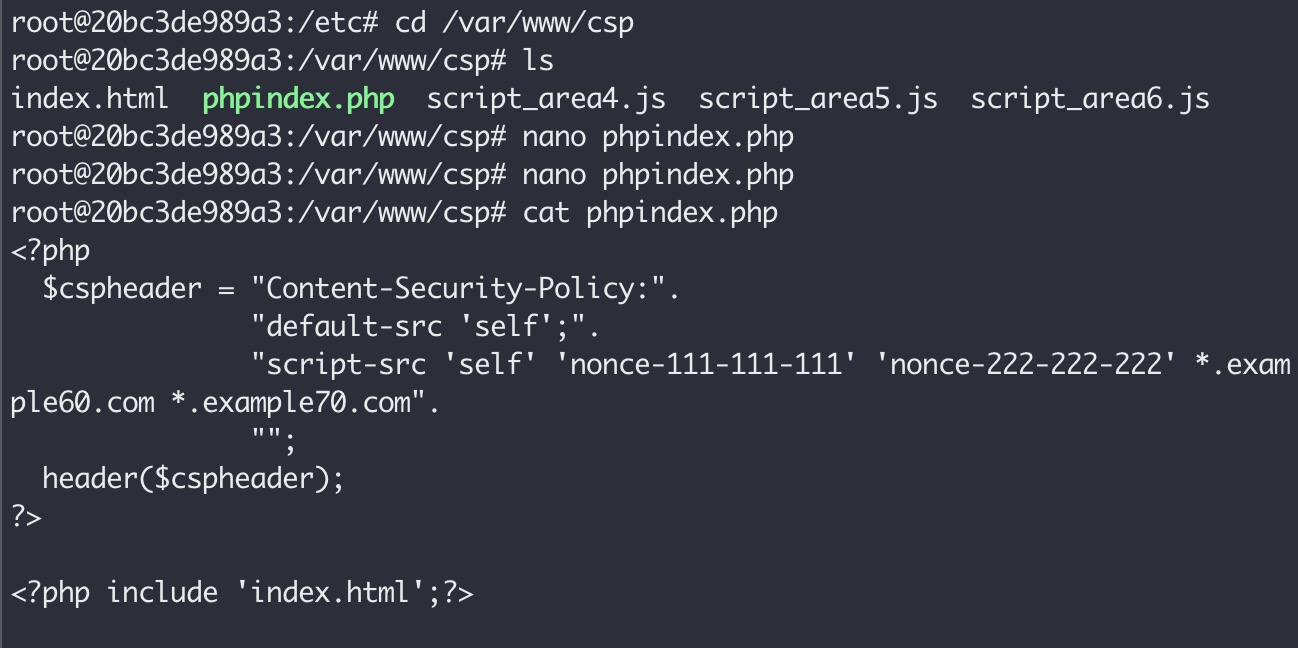 root@20bc3de989a3:/etc# cd /var/www/csp
root@20bc3de989a3:/var/www/csp# ls
index.html  phpindex.php  script_area4.js  script_area5.js  script_area6.js
root@20bc3de989a3:/var/www/csp# nano phpindex.php
root@20bc3de989a3:/var/www/csp# nano phpindex.php
root@20bc3de989a3:/var/www/csp# cat phpindex.php
<?php
  $cspheader = "Content-Security-Policy:".
               "default-src 'self';".
               "script-src 'self' 'nonce-111-111-111' 'nonce-222-222-222' *.exam
ple60.com *.example70.com".
               "";
  header($cspheader);
?>

<?php include 'index.html';?>